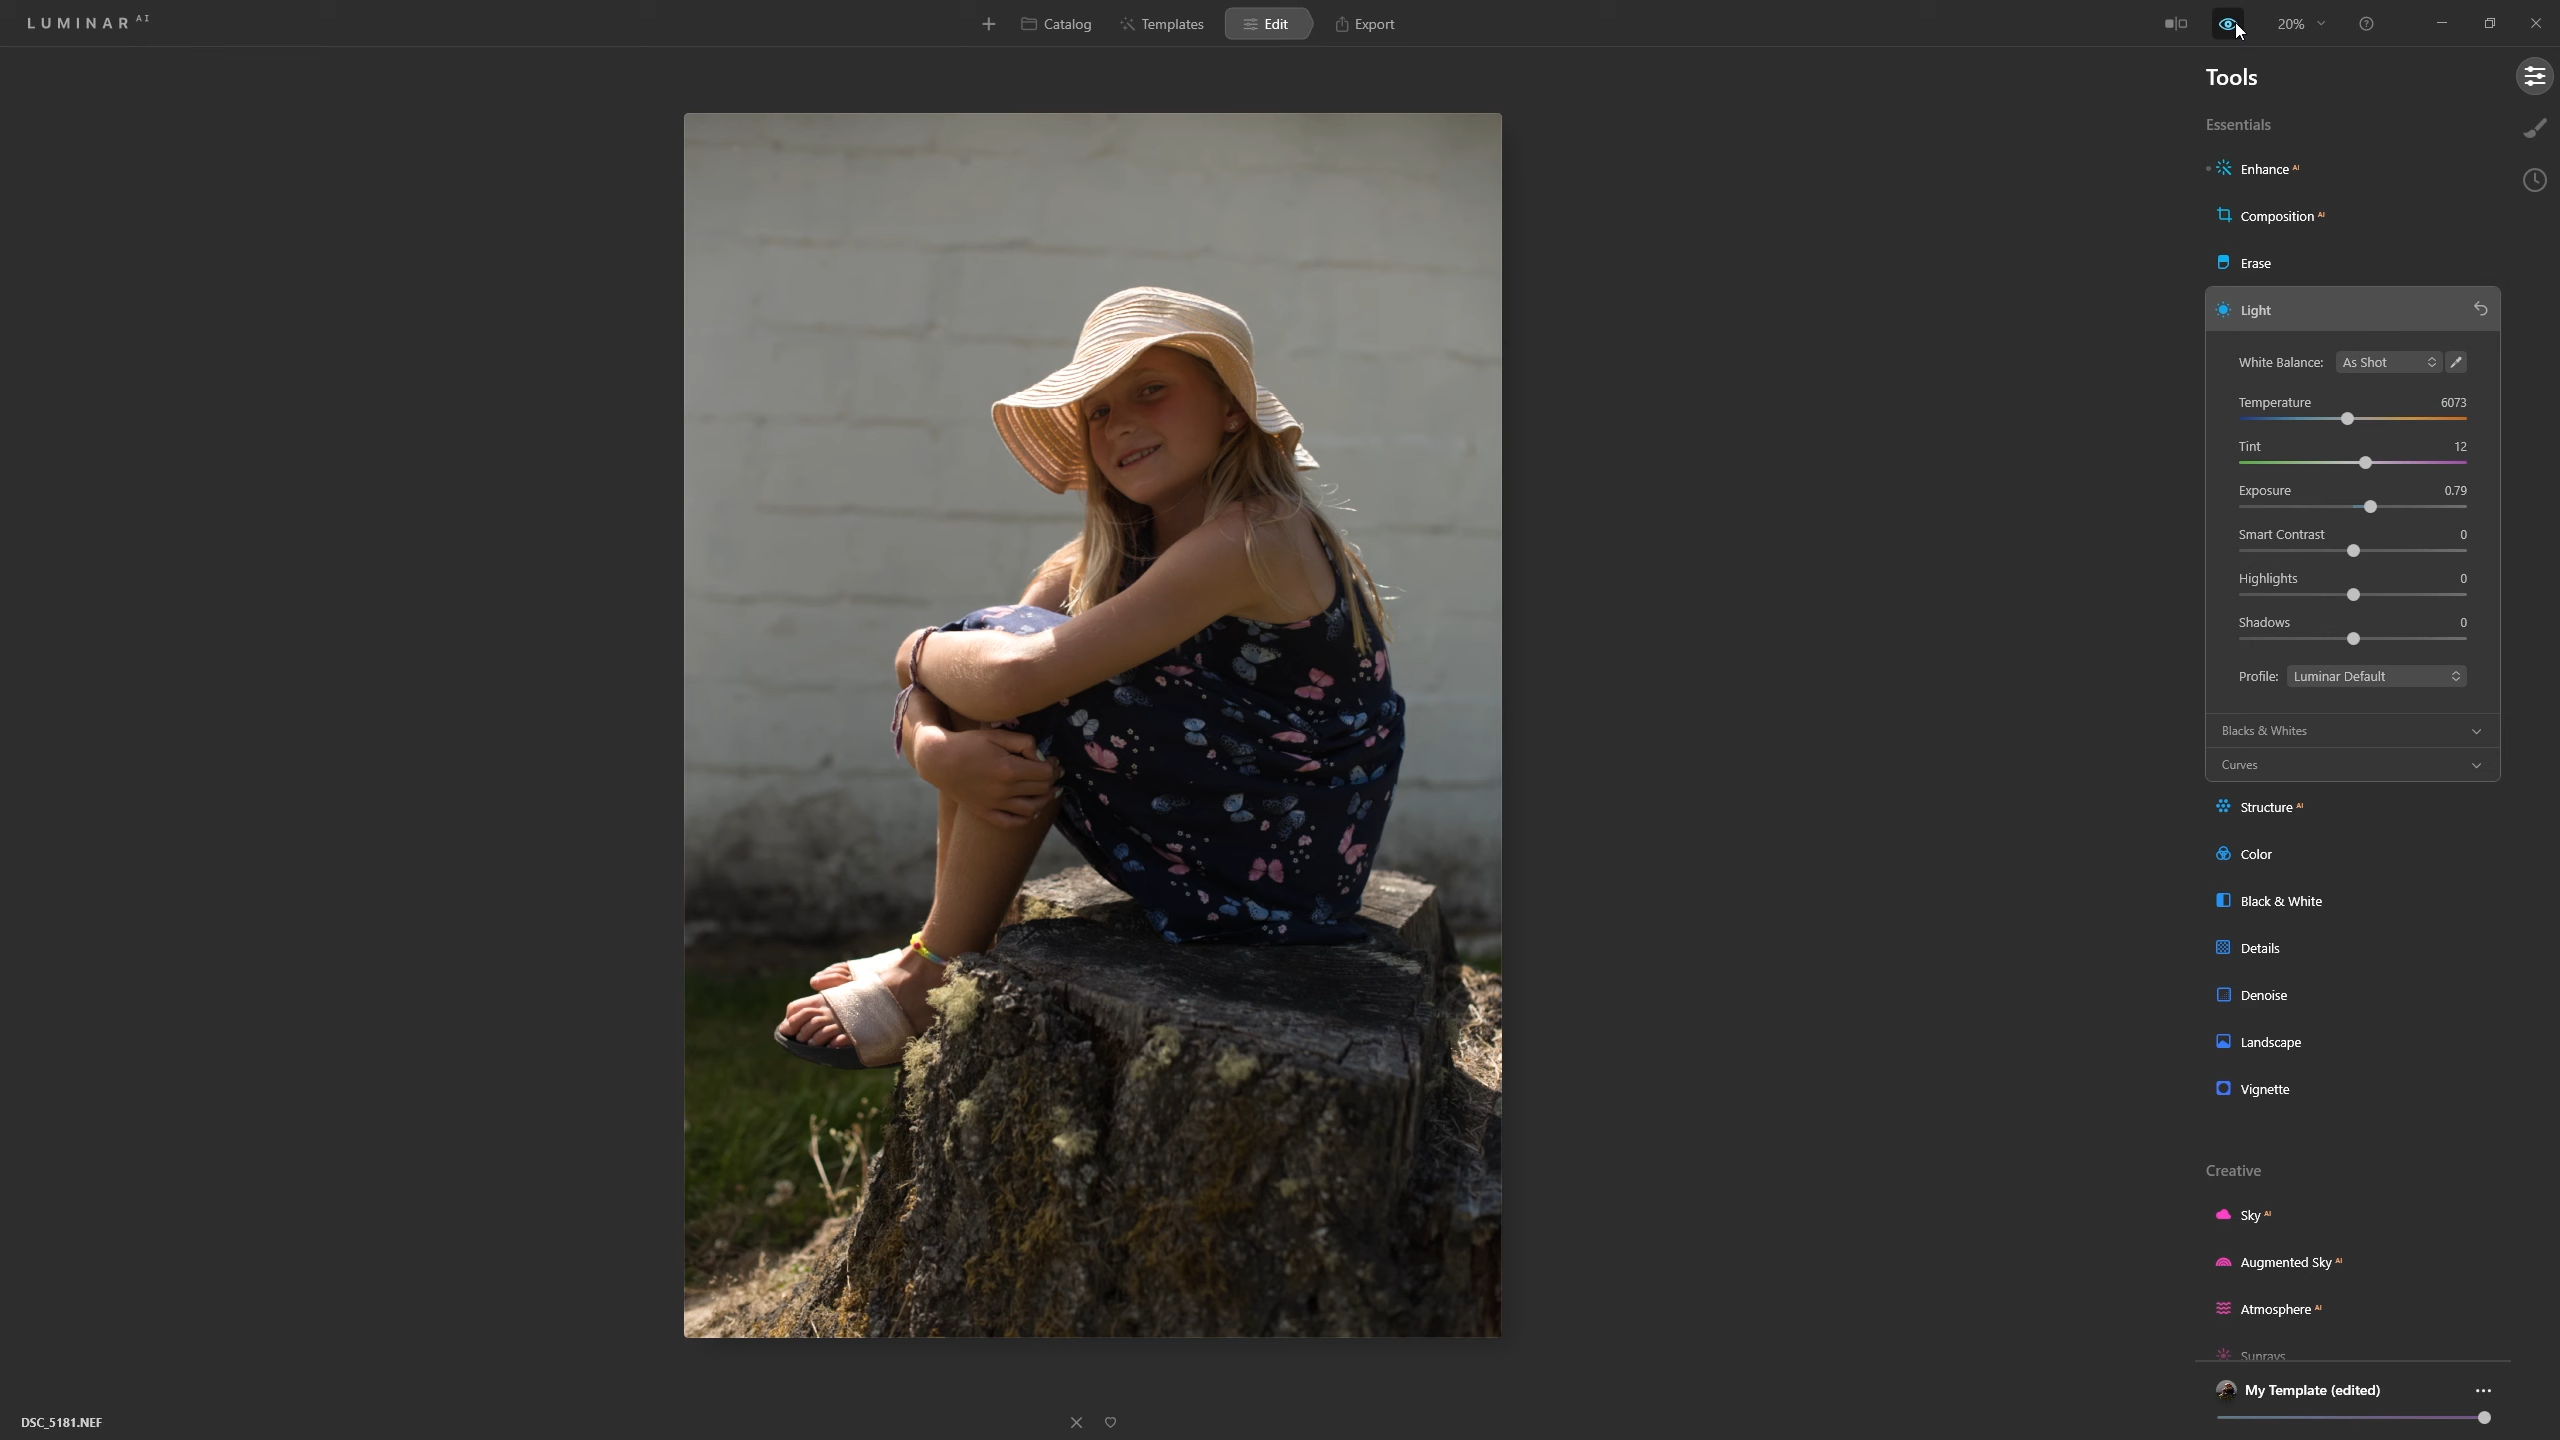 LUMINAR AI
Catalog
Templates
Edit
Export
20%
Tools
Essentials
Enhance AI
Composition AI
Erase
Light
White Balance: As Shot
Temperature 6073
Tint 12
Exposure 0.79
Smart Contrast 0
Highlights 0
Shadows 0
Profile: Luminar Default
Blacks & Whites
Curves
Structure AI
Color
Black & White
Details
Denoise
Landscape
Vignette
Creative
Sky AI
Augmented Sky AI
Atmosphere AI
Sunrays
My Template (edited)
DSC_5181.NEF